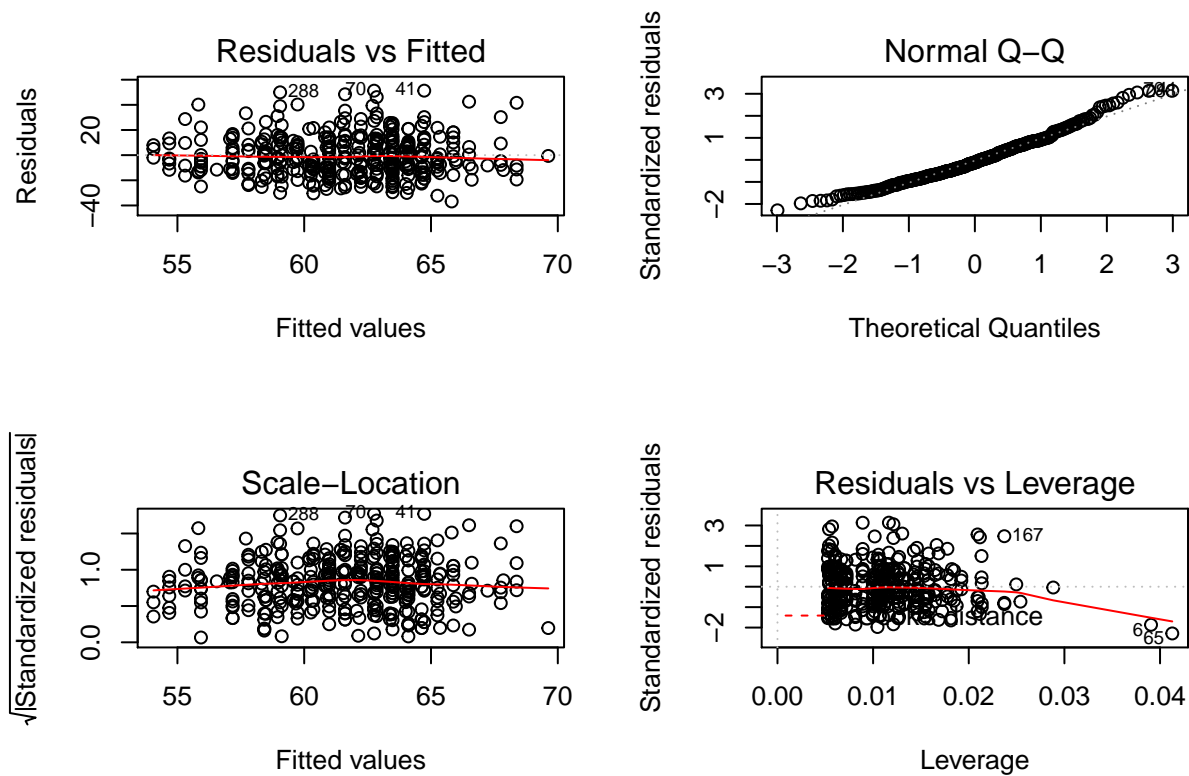 Residuals vs Fitted
Residuals
20
−40
288
70
41
55 60 65 70
Fitted values
Normal Q−Q
Standardized residuals
3
1
−2
−3 −2 −1 0 1 2 3
Theoretical Quantiles
Scale−Location
√|Standardized residuals|
1.0
0.0
288
70
41
55 60 65 70
Fitted values
Residuals vs Leverage
Standardized residuals
3
1
−2
167
distance
65
0.00 0.01 0.02 0.03 0.04
Leverage